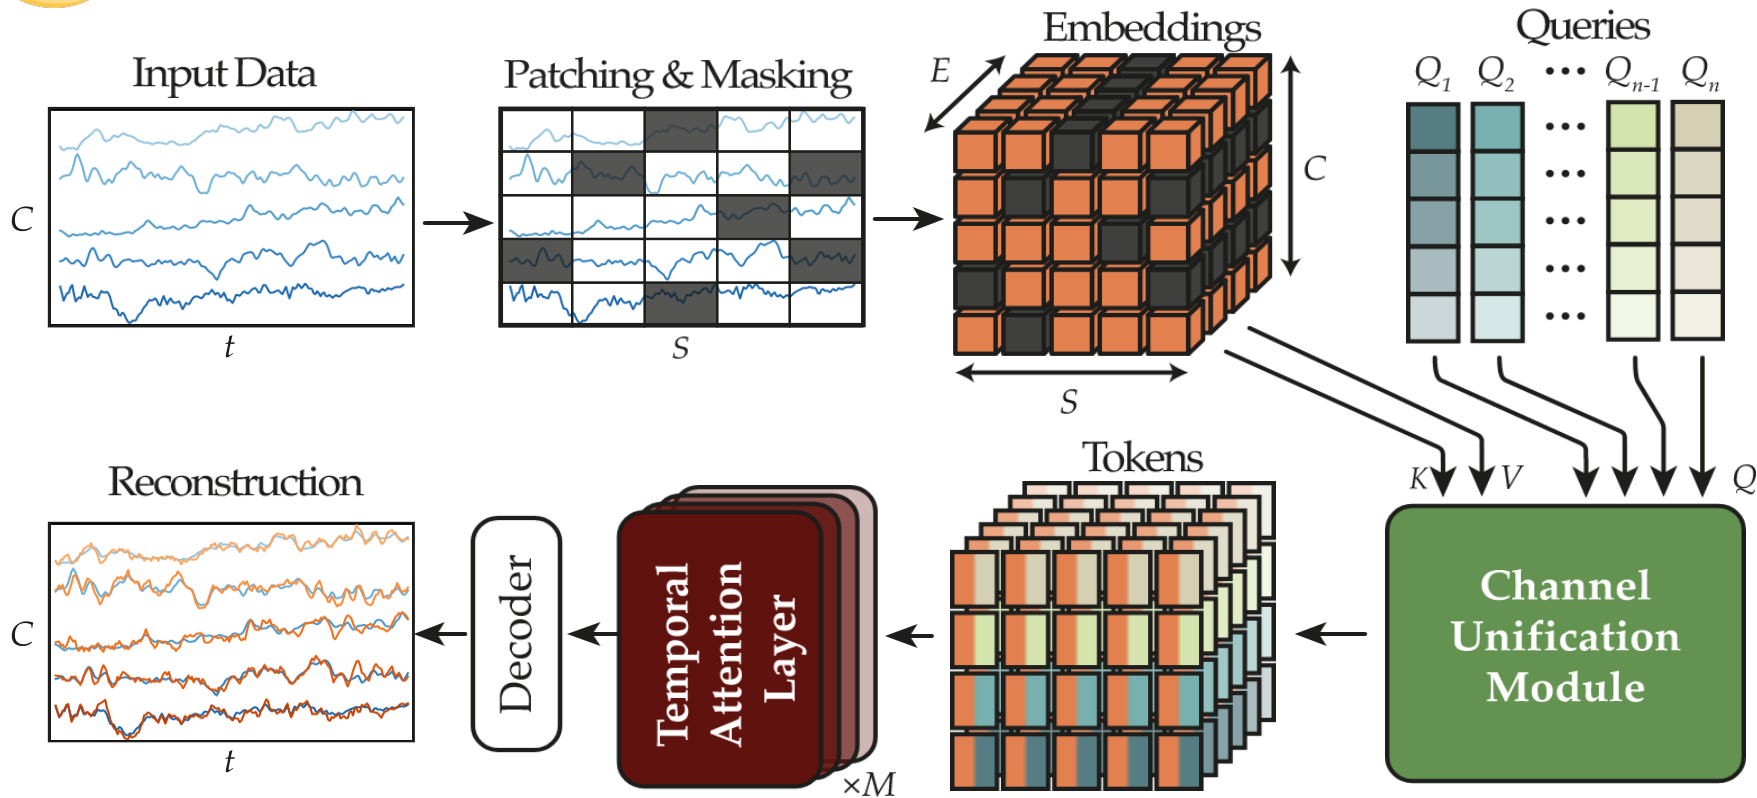 Input Data
C
t
Patching & Masking
S
Embeddings
E
C
S
Queries
Q1 Q2 ••• Qn-1 Qn
•••
•••
•••
•••
•••
K V Q
Channel
Unification
Module
Tokens
Temporal
Attention
Layer
×M
Decoder
Reconstruction
C
t